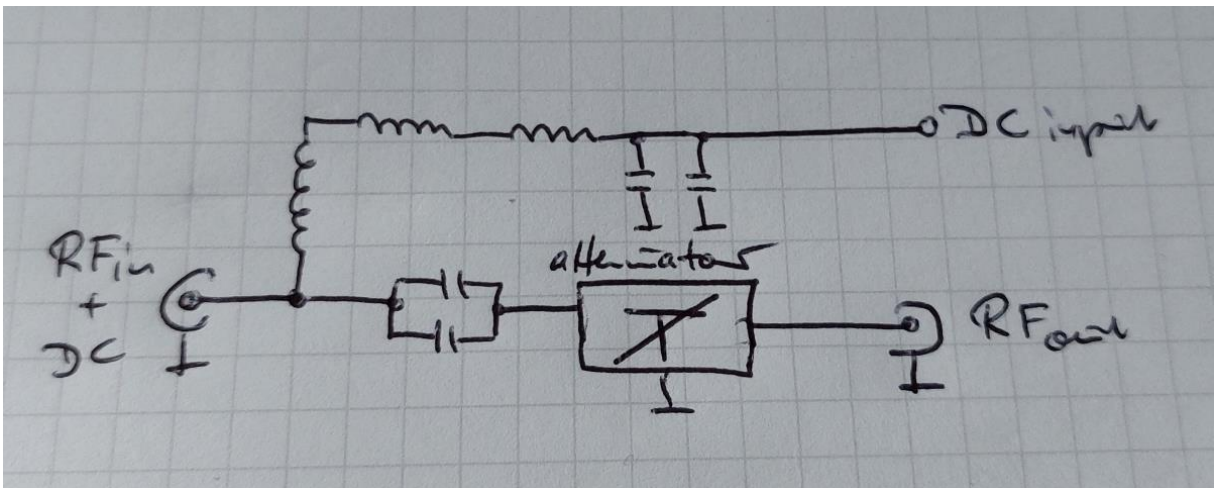 DC input
RFin
+
DC
attenuator
RFout